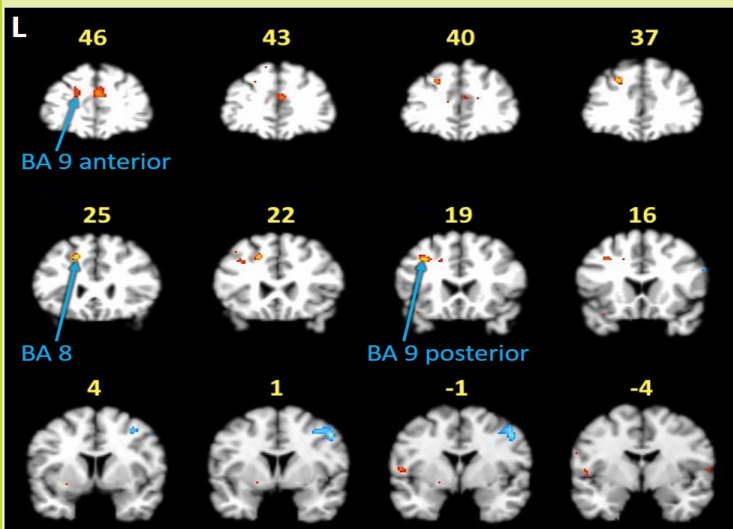 L
46 43 40 37
BA 9 anterior
25 22 19 16
BA 8 BA 9 posterior
4 1 -1 -4